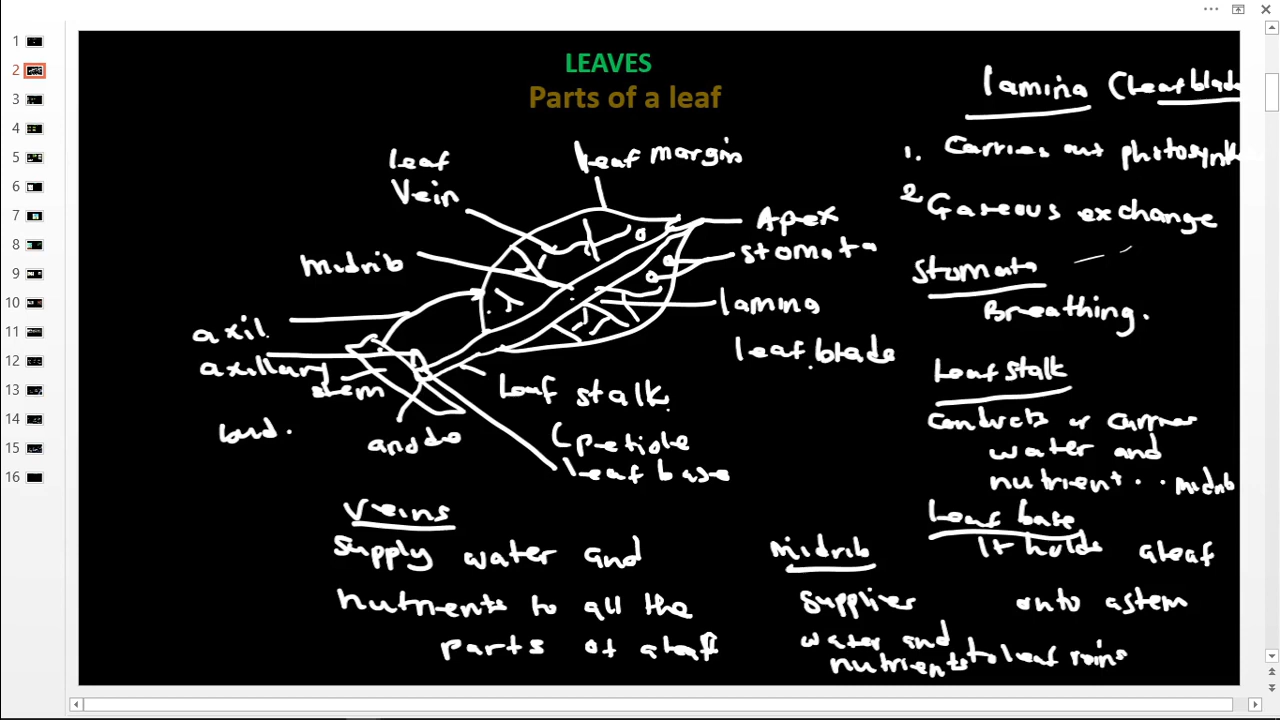 1
2
3
4
5
6
7
8
9
10
11
12
13
14
15
16
LEAVES
Parts of a leaf
leaf
Vein
leaf margin
Apex
stomata
midrib
lamina
leaf blade
axil
axillary
bud.
stem
leaf stalk
(petiole
leaf base
Veins
Supply water and
nutrients to all the
parts of a leaf
midrib
supplies
water and
nutrients to leaf
lamina (leaf blade
1. Carries out photosynthe
2 Gaseous exchange
Stomata
Breathing.
Leaf stalk
Conducts or
water and
nutrient.. midrib
Leaf base
It holds a leaf
onto a stem